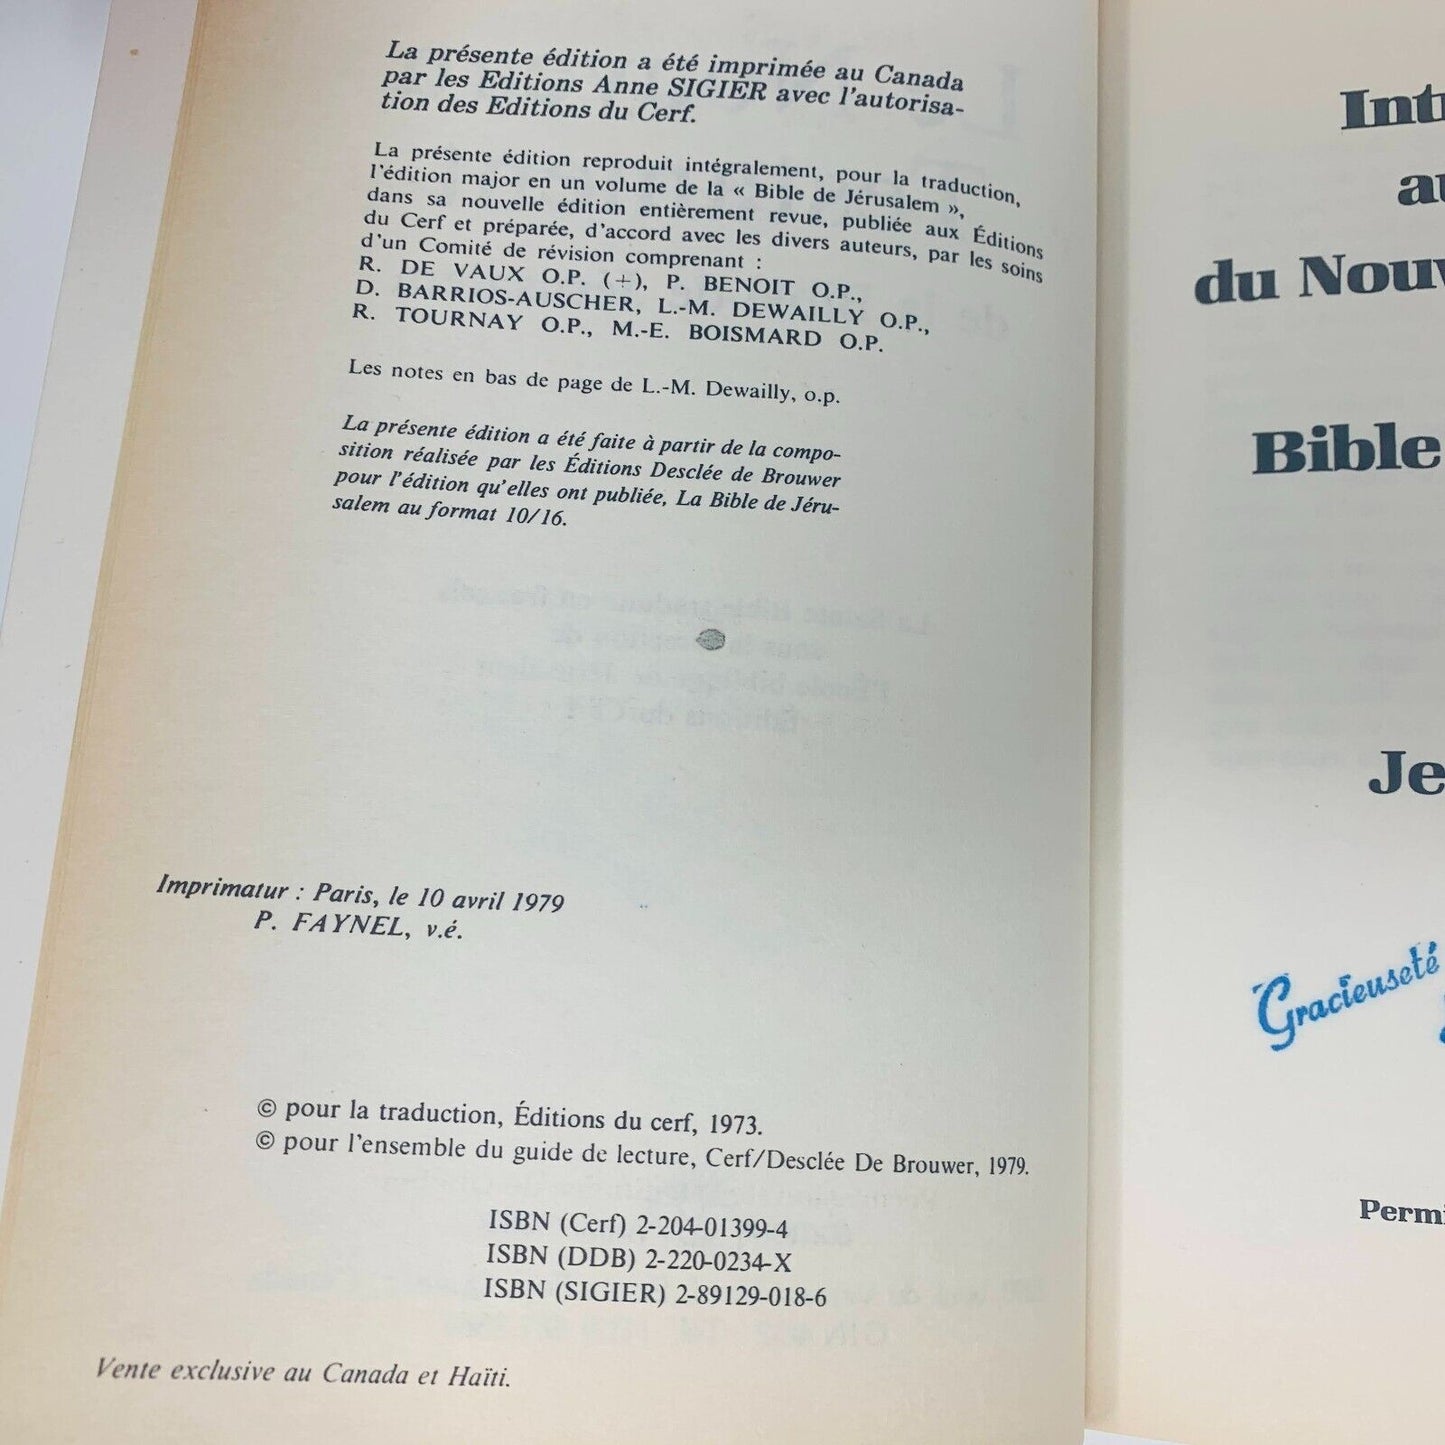 La présente édition a été imprimée au Canada
par les Editions Anne SIGIER avec l'autorisa-
tion des Editions du Cerf.
La présente édition reproduit intégralement, pour la traduction,
l'édition major en un volume de la « Bible de Jérusalem »,
dans sa nouvelle édition entièrement revue, publiée aux Éditions
du Cerf et préparée, d'accord avec les divers auteurs, par les soins
d'un Comité de révision comprenant :
R. DE VAUX O.P. (+), P. BENOIT O.P.,
D. BARRIOS-AUSCHER, L.-M. DEWAILLY O.P.,
R. TOURNAY O.P., M.-E. BOISMARD O.P.
Les notes en bas de page de L.-M. Dewailly, o.p.
La présente édition a été faite à partir de la compo-
sition réalisée par les Éditions Desclée de Brouwer
pour l'édition qu'elles ont publiée, La Bible de Jéru-
salem au format 10/16.
Imprimatur : Paris, le 10 avril 1979
P. FAYNEL, v.é.
© pour la traduction, Éditions du cerf, 1973.
© pour l'ensemble du guide de lecture, Cerf/Desclée De Brouwer, 1979.
ISBN (Cerf) 2-204-01399-4
ISBN (DDB) 2-220-0234-X
ISBN (SIGIER) 2-89129-018-6
Vente exclusive au Canada et Haïti.
Int
au
du Nouv
Bible
Je
Gracieuseté
Permi